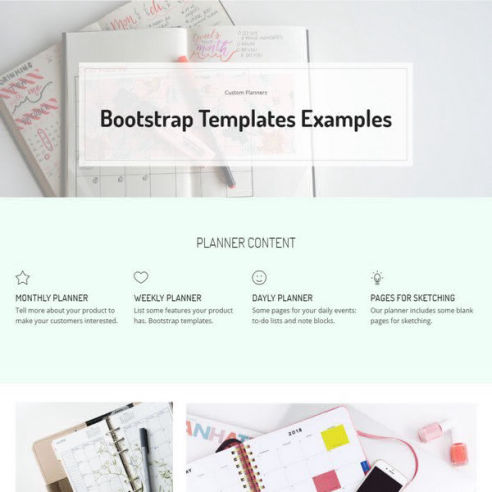 Custom Planners
Bootstrap Templates Examples
PLANNER CONTENT
MONTHLY PLANNER
Tell more about your product to
make your customers interested.
WEEKLY PLANNER
List some features your product
has. Bootstrap templates.
DAYLY PLANNER
Some pages for your daily events:
to-do lists and note blocks.
PAGES FOR SKETCHING
Our planner includes some blank
pages for sketching.
2018